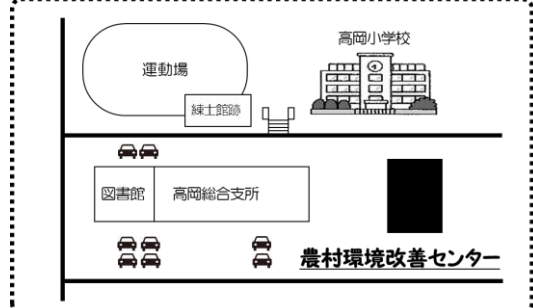 高岡小学校
運動場
練士館跡
図書館
高岡総合支所
農村環境改善センター